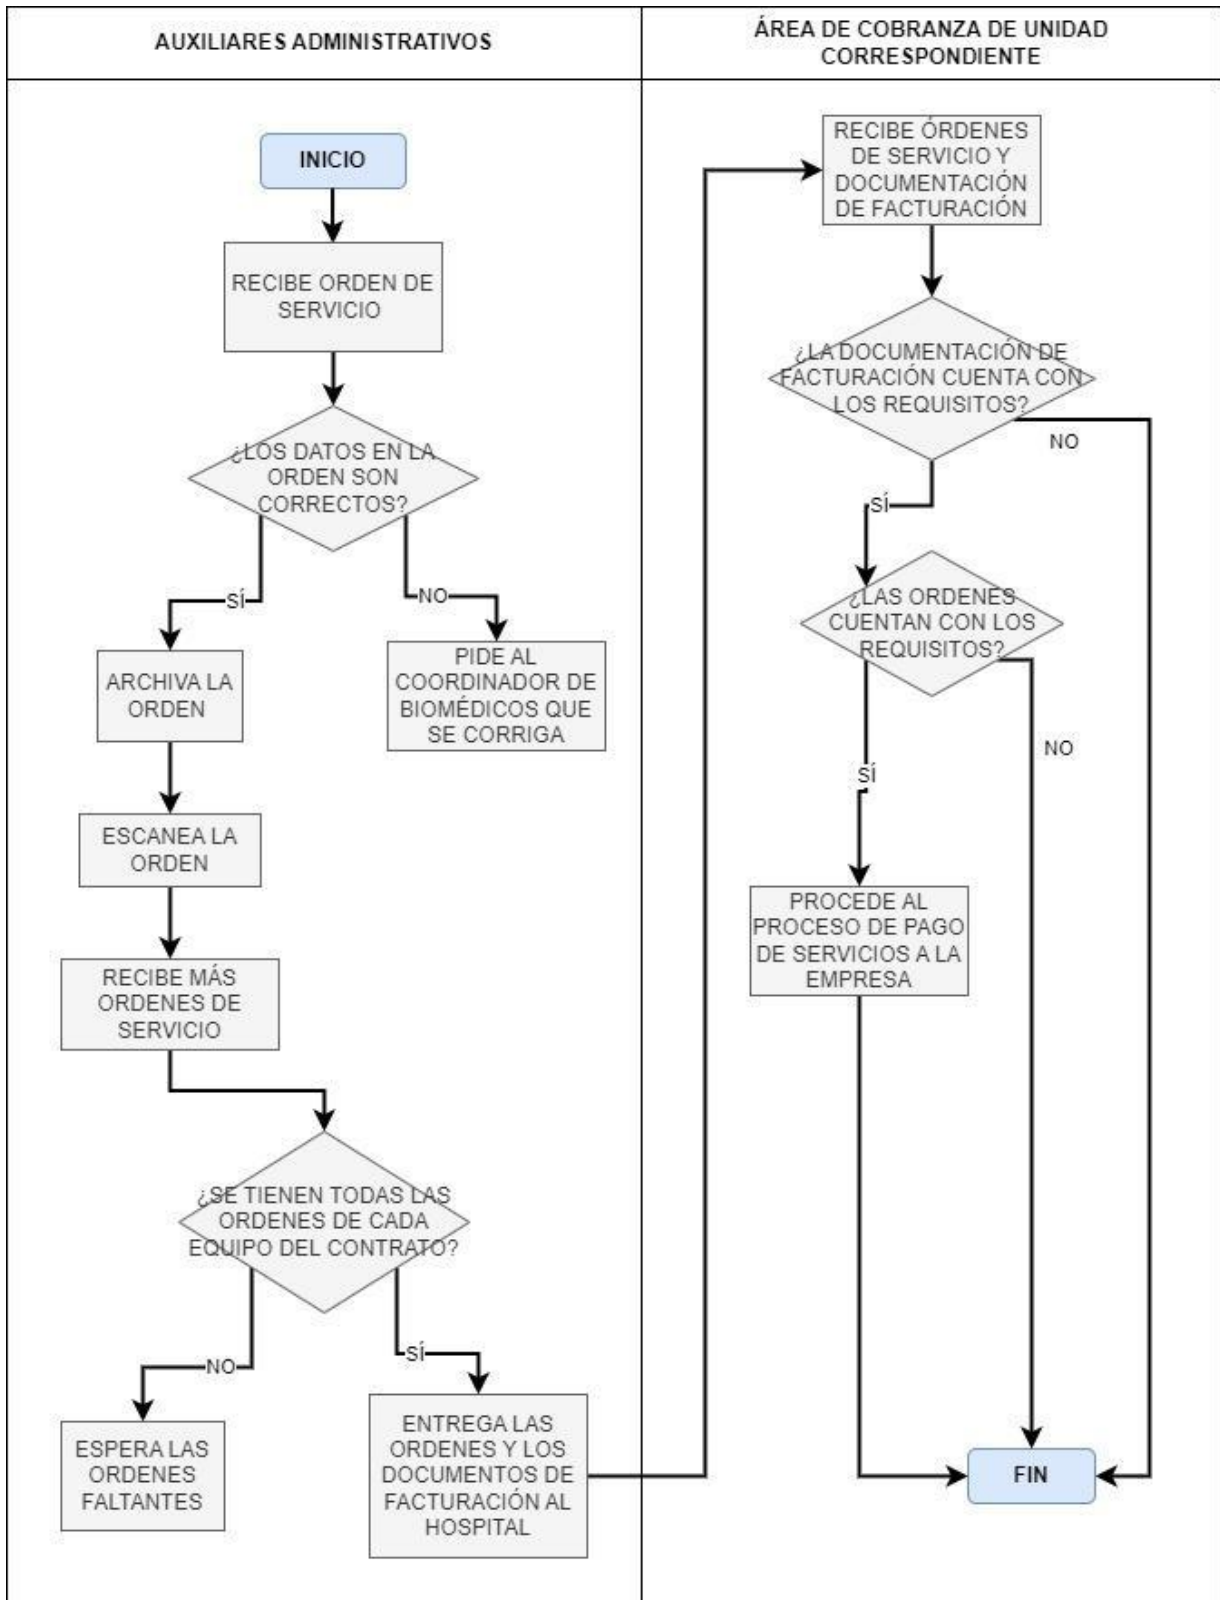 AUXILIARES ADMINISTRATIVOS
ÁREA DE COBRANZA DE UNIDAD
CORRESPONDIENTE
INICIO
RECIBE ORDEN DE
SERVICIO
¿LOS DATOS EN LA
ORDEN SON
CORRECTOS?
SÍ
NO
ARCHIVA LA
ORDEN
PIDE AL
COORDINADOR DE
BIOMÉDICOS QUE
SE CORRIGA
ESCANEA LA
ORDEN
RECIBE MÁS
ORDENES DE
SERVICIO
¿SE TIENEN TODAS LAS
ORDENES DE CADA
EQUIPO DEL CONTRATO?
NO
SÍ
ESPERA LAS
ORDENES
FALTANTES
ENTREGA LAS
ORDENES Y LOS
DOCUMENTOS DE
FACTURACIÓN AL
HOSPITAL
RECIBE ÓRDENES
DE SERVICIO Y
DOCUMENTACIÓN
DE FACTURACIÓN
¿LA DOCUMENTACIÓN DE
FACTURACIÓN CUENTA CON
LOS REQUISITOS?
NO
SÍ
¿LAS ORDENES
CUENTAN CON LOS
REQUISITOS?
NO
SÍ
PROCEDE AL
PROCESO DE PAGO
DE SERVICIOS A LA
EMPRESA
FIN